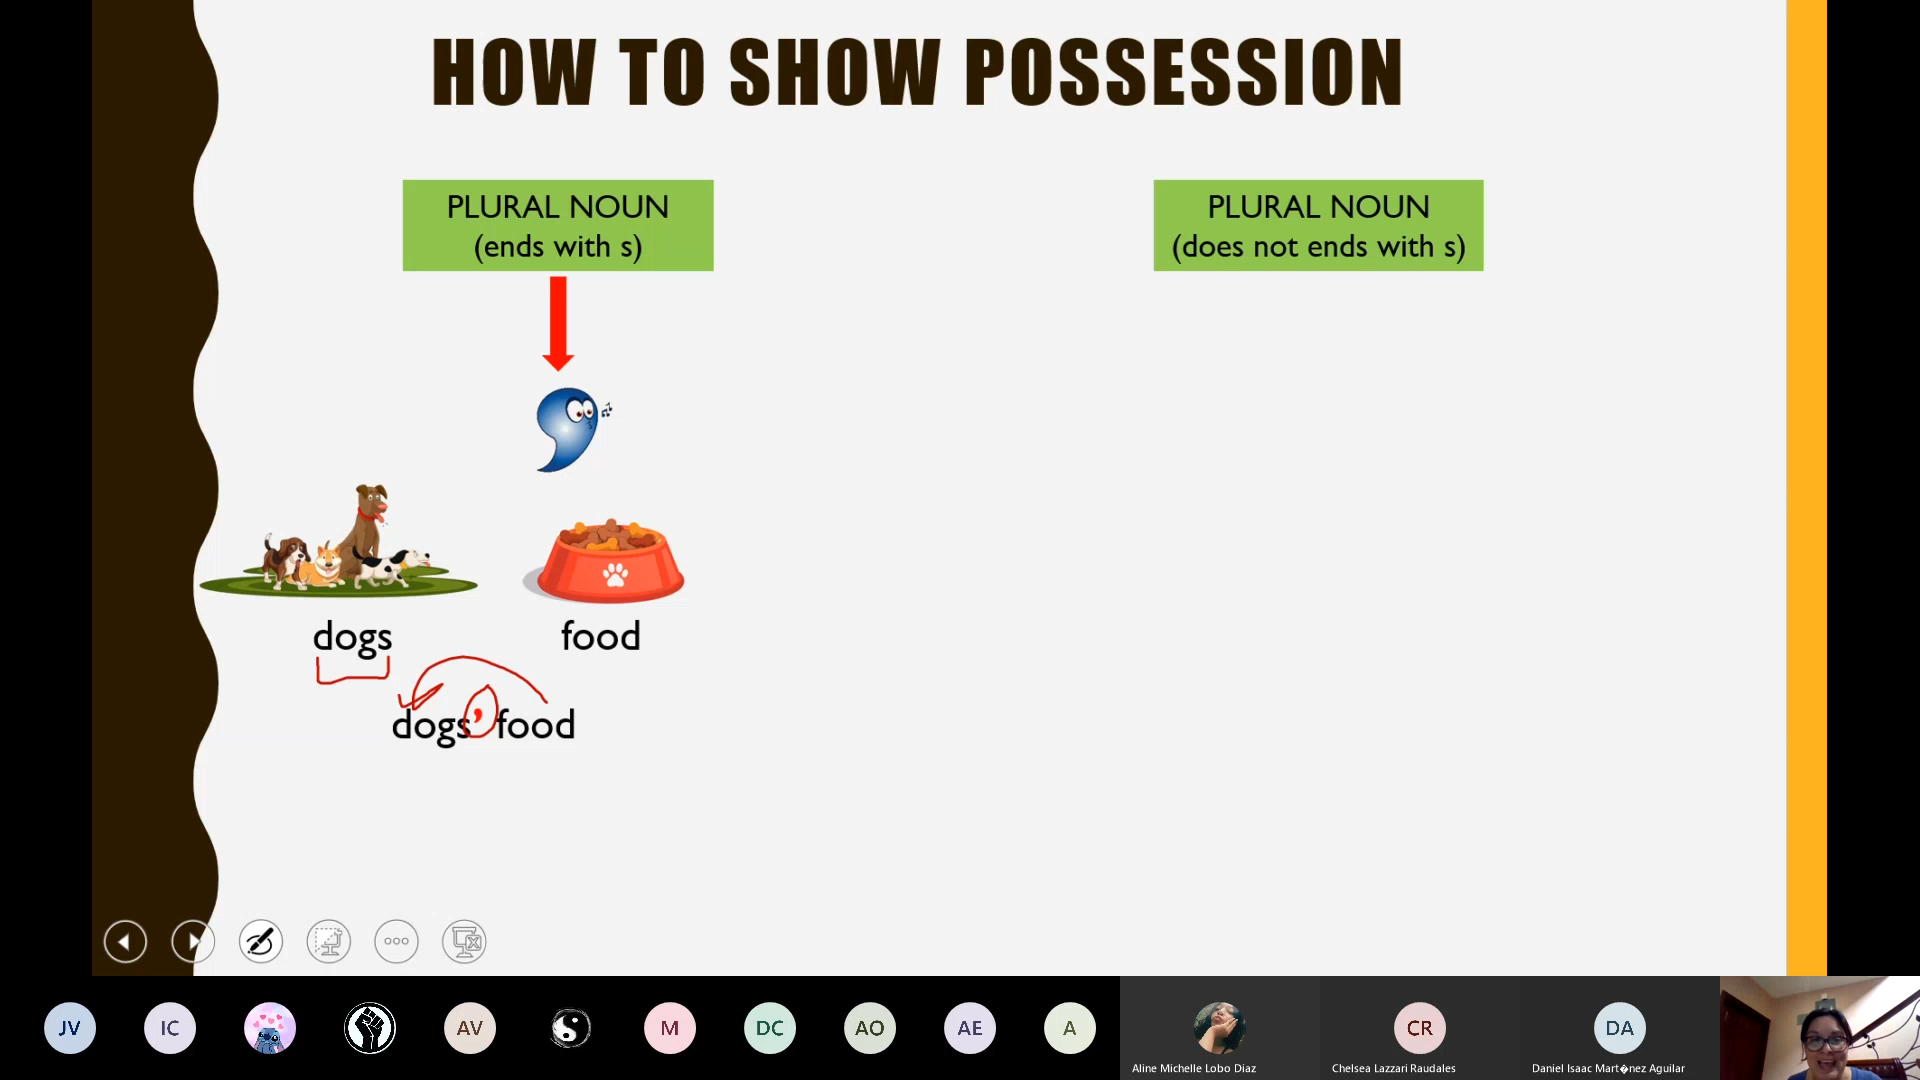 HOW TO SHOW POSSESSION
PLURAL NOUN
(ends with s)
PLURAL NOUN
(does not ends with s)
dogs
food
dogs' food
JV
IC
AV
M
DC
AO
AE
A
CR
DA
Aline Michelle Lobo Diaz
Chelsea Lazzari Raudales
Daniel Isaac Mart�nez Aguilar